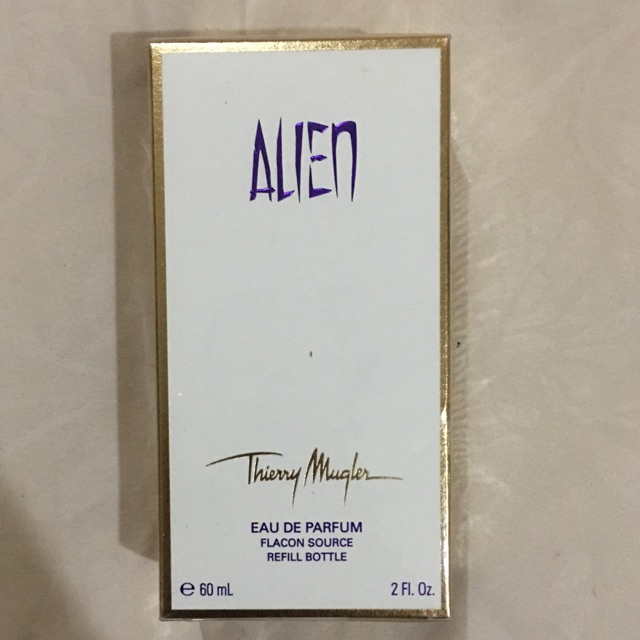 ALIEN
Thierry Mugler
EAU DE PARFUM
FLACON SOURCE
REFILL BOTTLE
℮ 60 mL 2 Fl. Oz.